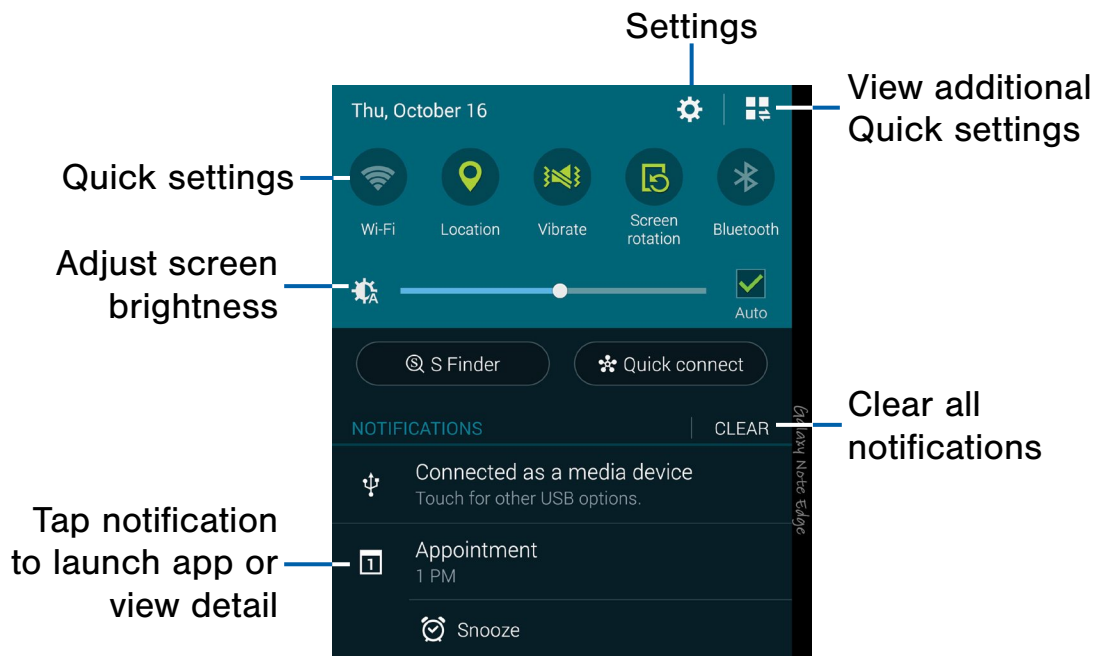 Settings
View additional
Quick settings
Thu, October 16
Quick settings
Wi-Fi
Location
Vibrate
Screen
rotation
Bluetooth
Adjust screen
brightness
A
Auto
S Finder
Quick connect
Clear all
notifications
NOTIFICATIONS
CLEAR
Galaxy Note Edge
Connected as a media device
Touch for other USB options.
Tap notification
to launch app or
view detail
1
Appointment
1 PM
Snooze